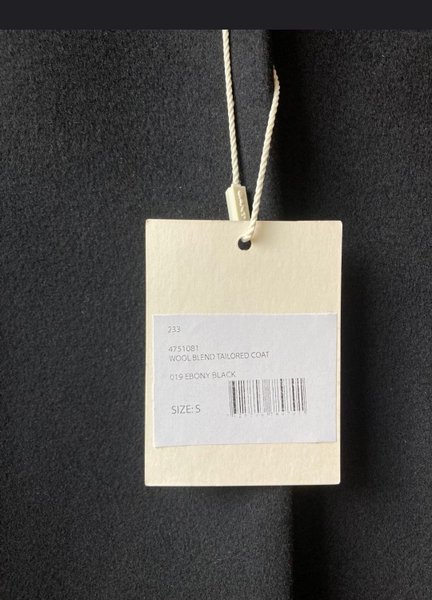 233
4751081
WOOL BLEND TAILORED COAT
019 EBONY BLACK
SIZE: S